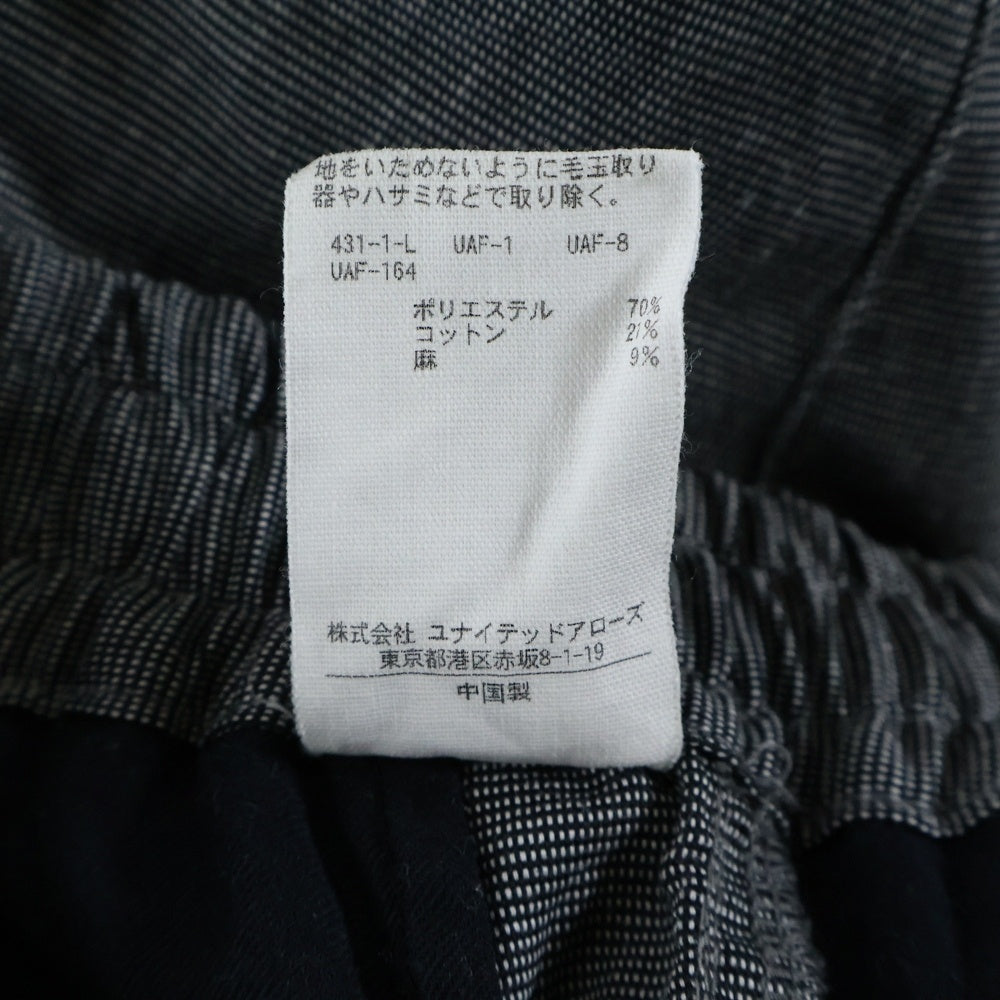 地をいためないように毛玉取り
器やハサミなどで取り除く。
431-1-L UAF-1 UAF-8
UAF-164
ポリエステル 70%
コットン 21%
麻 9%
株式会社 ユナイテッドアローズ
東京都港区赤坂8-1-19
中国製